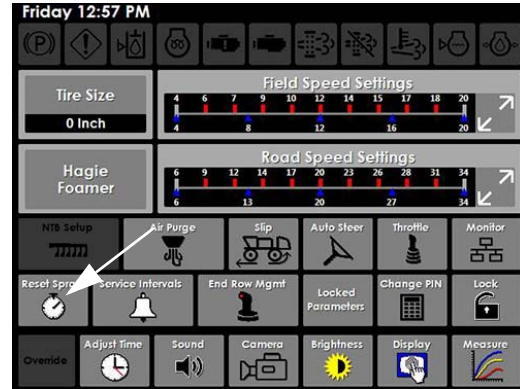 Friday 12:57 PM
(P)
Tire Size
0 Inch
Field Speed Settings
4 6 7 9 10 12 14 15 17 18 20
4 8 12 16 20
Hagie
Foamer
Road Speed Settings
6 9 12 14 17 20 23 26 28 31 34
6 13 20 27 34
NTB Setup
Air Purge
Slip
Auto Steer
Throttle
Monitor
Reset Spra
Service Intervals
End Row Mgmt
Locked
Parameters
Change PIN
Lock
Override
Adjust Time
Sound
Camera
Brightness
Display
Measure